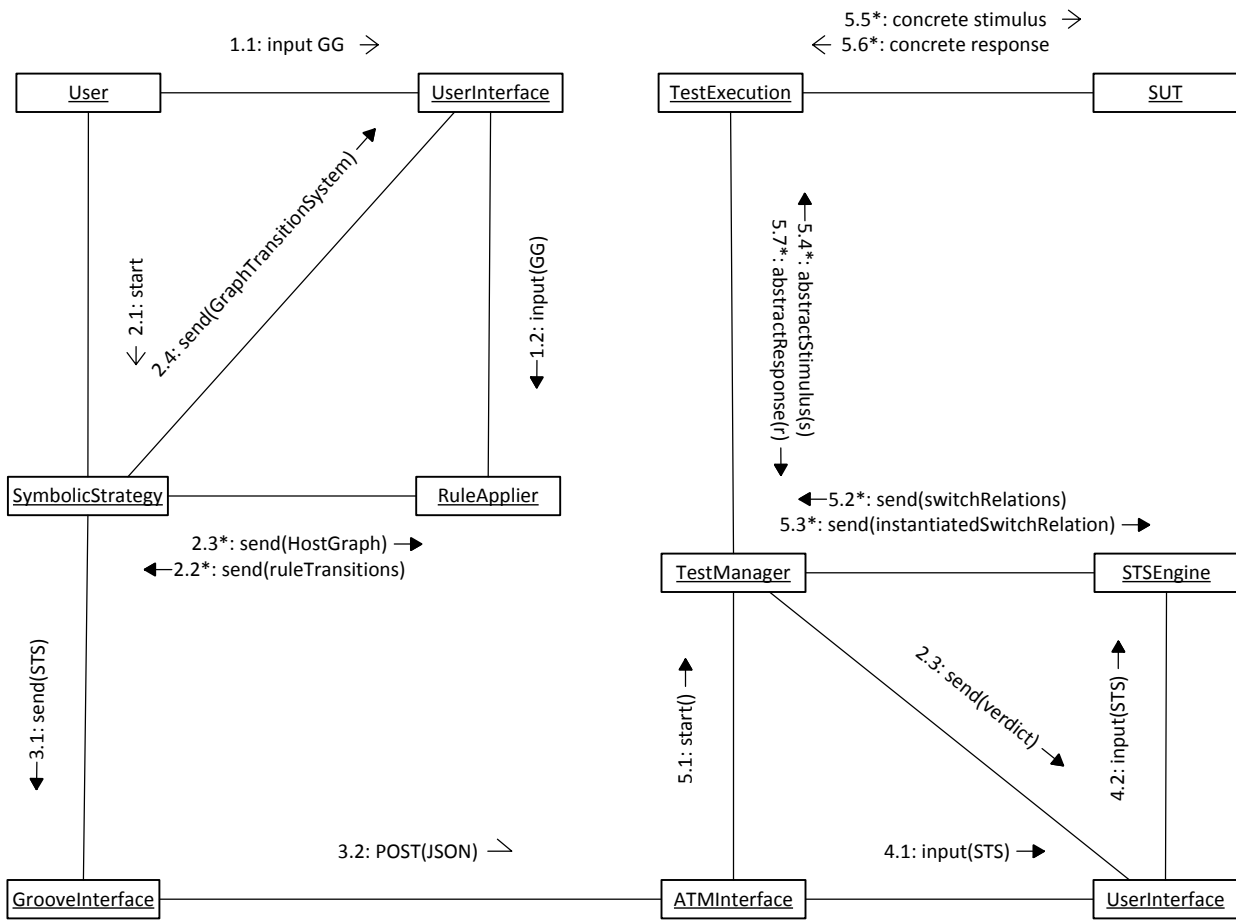 5.5*: concrete stimulus
1.1: input GG
5.6*: concrete response
User
UserInterface
TestExecution
SUT
2.4: send(GraphTransitionSystem)
2.1: start
1.2: input(GG)
5.4*: abstractStimulus(s)
5.7*: abstractResponse(r)
SymbolicStrategy
RuleApplier
5.2*: send(switchRelations)
5.3*: send(instantiatedSwitchRelation)
2.3*: send(HostGraph)
2.2*: send(ruleTransitions)
TestManager
STSEngine
3.1: send(STS)
5.1: start()
2.3: send(verdict)
4.2: input(STS)
3.2: POST(JSON)
4.1: input(STS)
GrooveInterface
ATMInterface
UserInterface